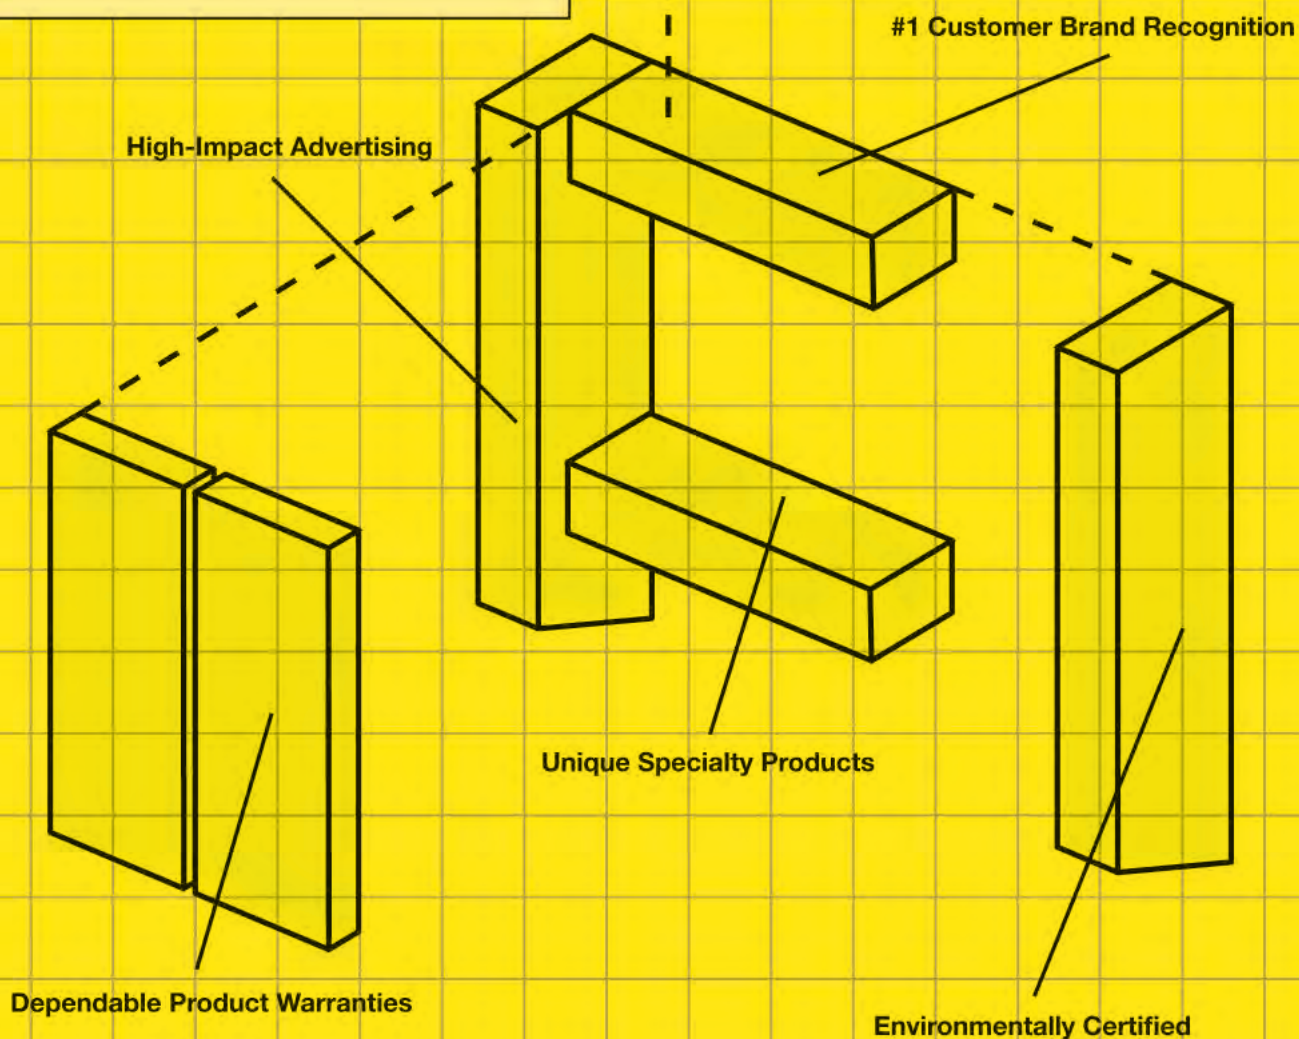 #1 Customer Brand Recognition
High-Impact Advertising
Unique Specialty Products
Dependable Product Warranties
Environmentally Certified